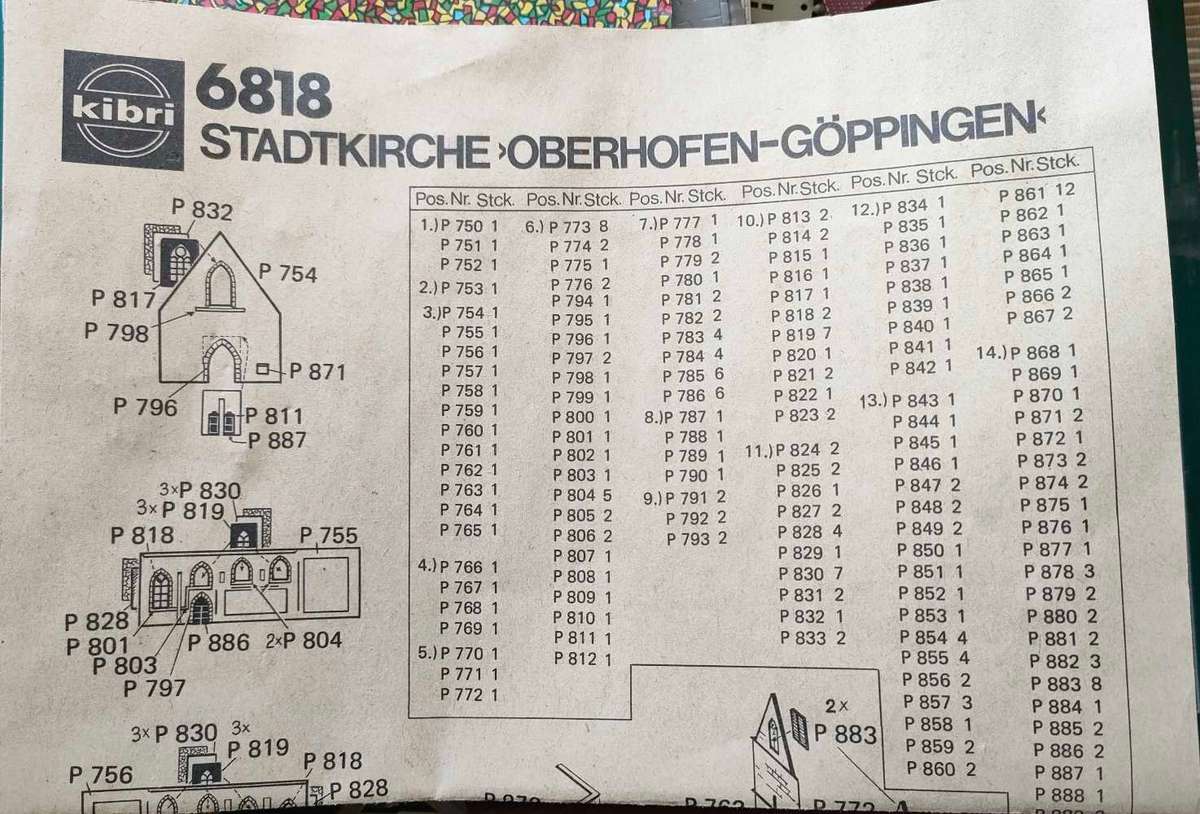 kibri
6818
STADTKIRCHE ›OBERHOFEN-GÖPPINGEN‹
P 832
P 754
P 817
P 798
P 871
P 796
P 811
P 887
3x P 830
3x P 819
P 818
P 755
P 828
P 801
P 886
2x P 804
P 803
P 797
3x P 830
3x
P 819
P 756
P 818
P 828
Pos. Nr. Stck.
1.) P 750 1
P 751 1
P 752 1
2.) P 753 1
3.) P 754 1
P 755 1
P 756 1
P 757 1
P 758 1
P 759 1
P 760 1
P 761 1
P 762 1
P 763 1
P 764 1
P 765 1
4.) P 766 1
P 767 1
P 768 1
P 769 1
5.) P 770 1
P 771 1
P 772 1
Pos. Nr. Stck.
6.) P 773 8
P 774 2
P 775 1
P 776 2
P 794 1
P 795 1
P 796 1
P 797 2
P 798 1
P 799 1
P 800 1
P 801 1
P 802 1
P 803 1
P 804 5
P 805 2
P 806 2
P 807 1
P 808 1
P 809 1
P 810 1
P 811 1
P 812 1
Pos. Nr. Stck.
7.) P 777 1
P 778 1
P 779 2
P 780 1
P 781 2
P 782 2
P 783 4
P 784 4
P 785 6
P 786 6
8.) P 787 1
P 788 1
P 789 1
P 790 1
9.) P 791 2
P 792 2
P 793 2
Pos. Nr. Stck.
10.) P 813 2
P 814 2
P 815 1
P 816 1
P 817 1
P 818 2
P 819 7
P 820 1
P 821 2
P 822 1
P 823 2
11.) P 824 2
P 825 2
P 826 1
P 827 2
P 828 4
P 829 1
P 830 7
P 831 2
P 832 1
P 833 2
Pos. Nr. Stck.
12.) P 834 1
P 835 1
P 836 1
P 837 1
P 838 1
P 839 1
P 840 1
P 841 1
P 842 1
13.) P 843 1
P 844 1
P 845 1
P 846 1
P 847 2
P 848 2
P 849 2
P 850 1
P 851 1
P 852 1
P 853 1
P 854 4
P 855 4
P 856 2
P 857 3
P 858 1
P 859 2
P 860 2
Pos. Nr. Stck.
P 861 12
P 862 1
P 863 1
P 864 1
P 865 1
P 866 2
P 867 2
14.) P 868 1
P 869 1
P 870 1
P 871 2
P 872 1
P 873 2
P 874 2
P 875 1
P 876 1
P 877 1
P 878 3
P 879 2
P 880 2
P 881 2
P 882 3
P 883 8
P 884 1
P 885 2
P 886 2
P 887 1
P 888 1
2x
P 883